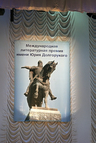 Международная
литературная премия
имени Юрия Долгорукого